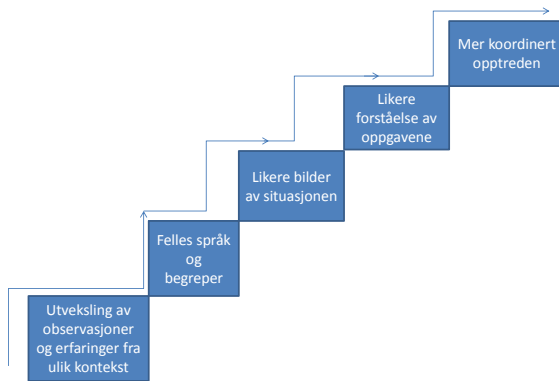 Mer koordinert
opptreden
Likere
forståelse av
oppgavene
Likere bilder
av situasjonen
Felles språk
og
begreper
Utveksling av
observasjoner
og erfaringer fra
ulik kontekst